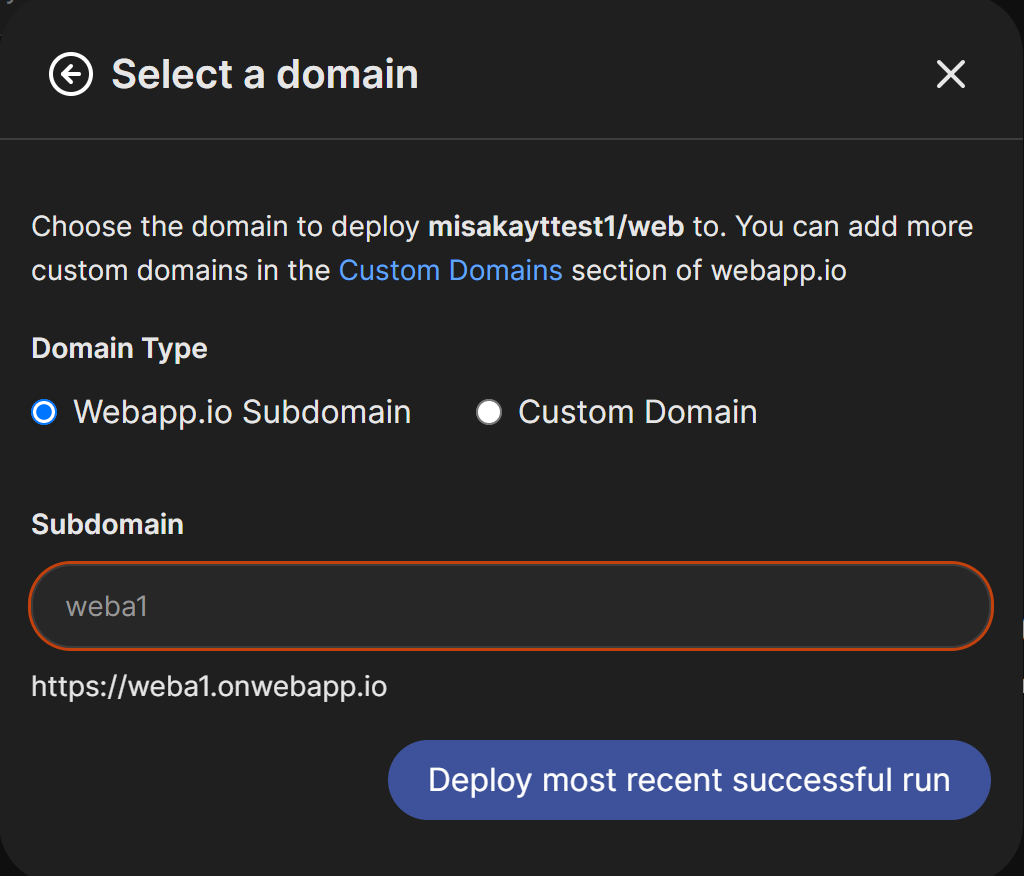 Select a domain
Choose the domain to deploy misakayttest1/web to. You can add more
custom domains in the Custom Domains section of webapp.io
Domain Type
Webapp.io Subdomain Custom Domain
Subdomain
weba1
https://weba1.onwebapp.io
Deploy most recent successful run